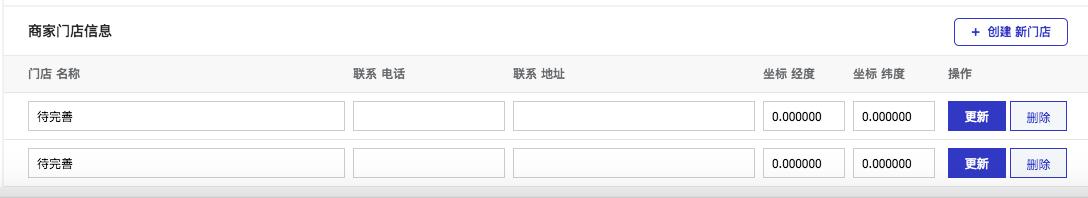 商家门店信息
+ 创建 新门店
门店 名称 联系 电话 联系 地址 坐标 经度 坐标 纬度 操作
待完善 0.000000 0.000000 更新 删除
待完善 0.000000 0.000000 更新 删除